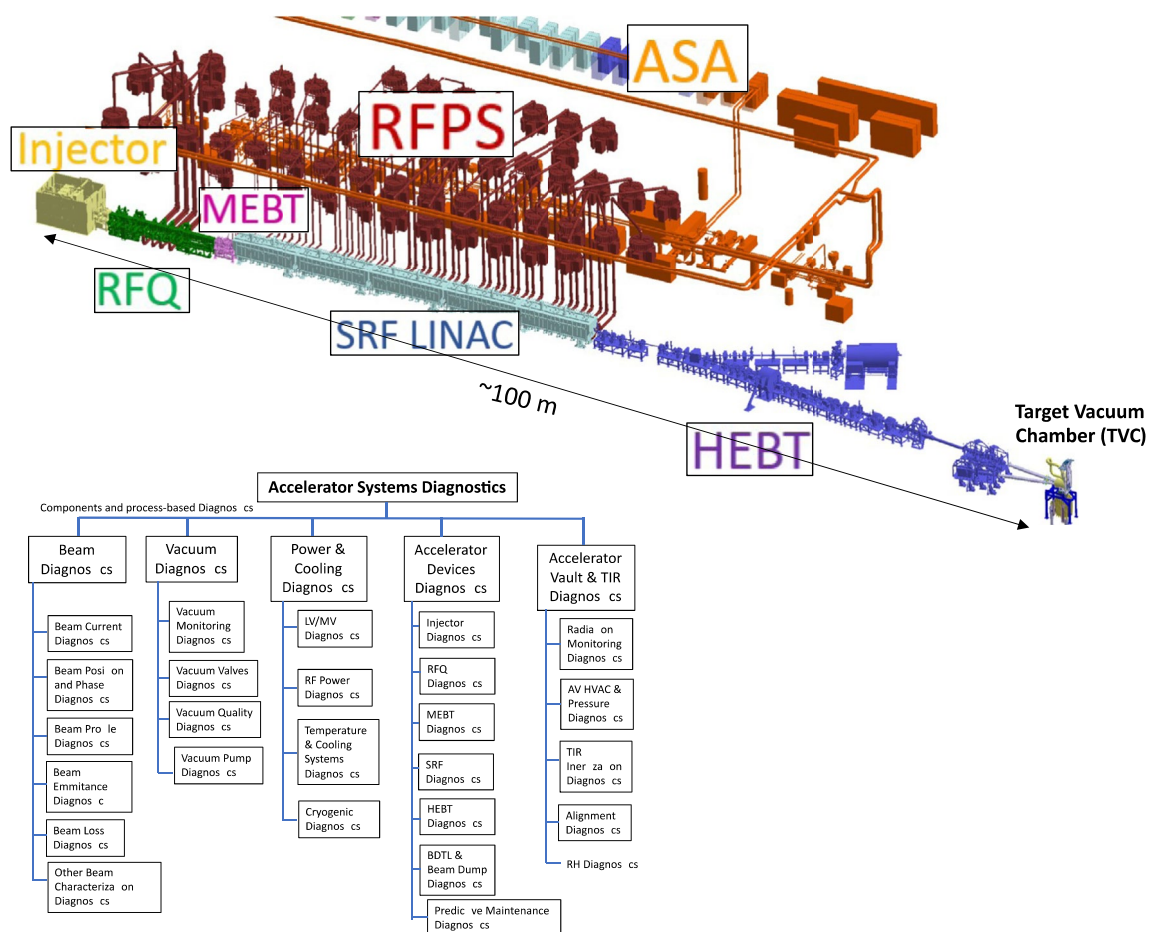 ASA
RFPS
Injector
MEBT
RFQ
SRF LINAC
~100 m
HEBT
Target Vacuum
Chamber (TVC)
Accelerator Systems Diagnostics
Components and process-based Diagnos cs
Beam
Diagnos cs
Vacuum
Diagnos cs
Power &
Cooling
Diagnos cs
Accelerator
Devices
Diagnos cs
Accelerator
Vault & TIR
Diagnos cs
Beam Current
Diagnos cs
Beam Posi on
and Phase
Diagnos cs
Beam Pro le
Diagnos cs
Beam
Emmitance
Diagnos c
Beam Loss
Diagnos cs
Other Beam
Characteriza on
Diagnos cs
Vacuum
Monitoring
Diagnos cs
Vacuum Valves
Diagnos cs
Vacuum Quality
Diagnos cs
Vacuum Pump
Diagnos cs
LV/MV
Diagnos cs
RF Power
Diagnos cs
Temperature
& Cooling
Systems
Diagnos cs
Cryogenic
Diagnos cs
Injector
Diagnos cs
RFQ
Diagnos cs
MEBT
Diagnos cs
SRF
Diagnos cs
HEBT
Diagnos cs
BDTL &
Beam Dump
Diagnos cs
Predic ve Maintenance
Diagnos cs
Radia on
Monitoring
Diagnos cs
AV HVAC &
Pressure
Diagnos cs
TIR
Iner za on
Diagnos cs
Alignment
Diagnos cs
RH Diagnos cs